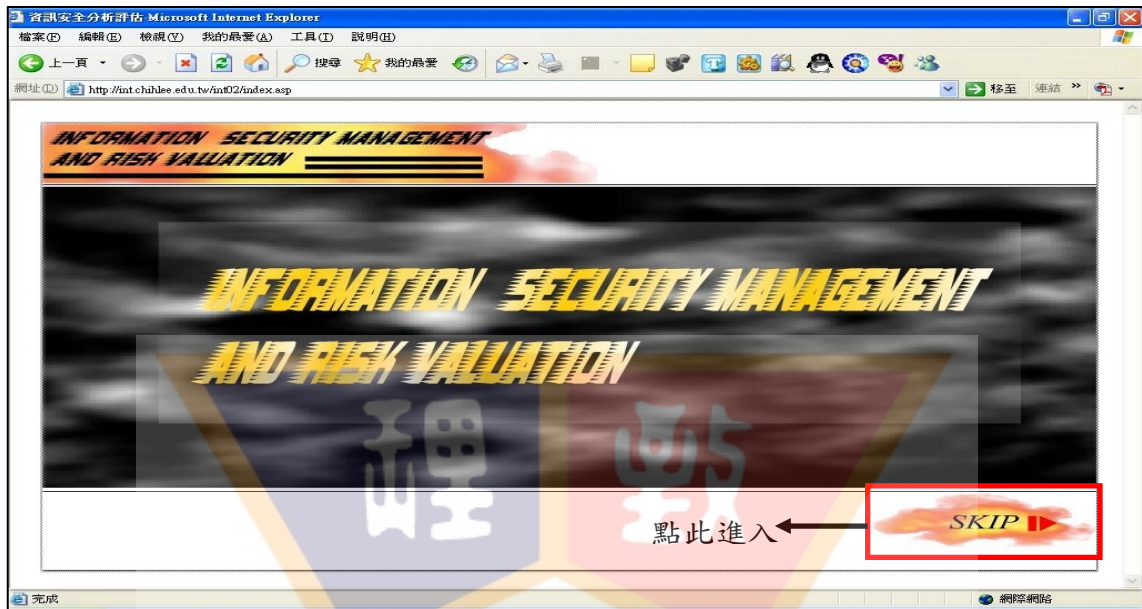 資訊安全分析評估-Microsoft Internet Explorer
檔案(F) 編輯(E) 檢視(V) 我的最愛(A) 工具(T) 說明(H)
上一頁 搜尋 我的最愛
網址(D) http://int.chihlee.edu.tw/int02/index.asp 移至 連結 »
INFORMATION SECURITY MANAGEMENT
AND RISK VALUATION
INFORMATION SECURITY MANAGEMENT
AND RISK VALUATION
理 致
SKIP
點此進入
完成 網際網路